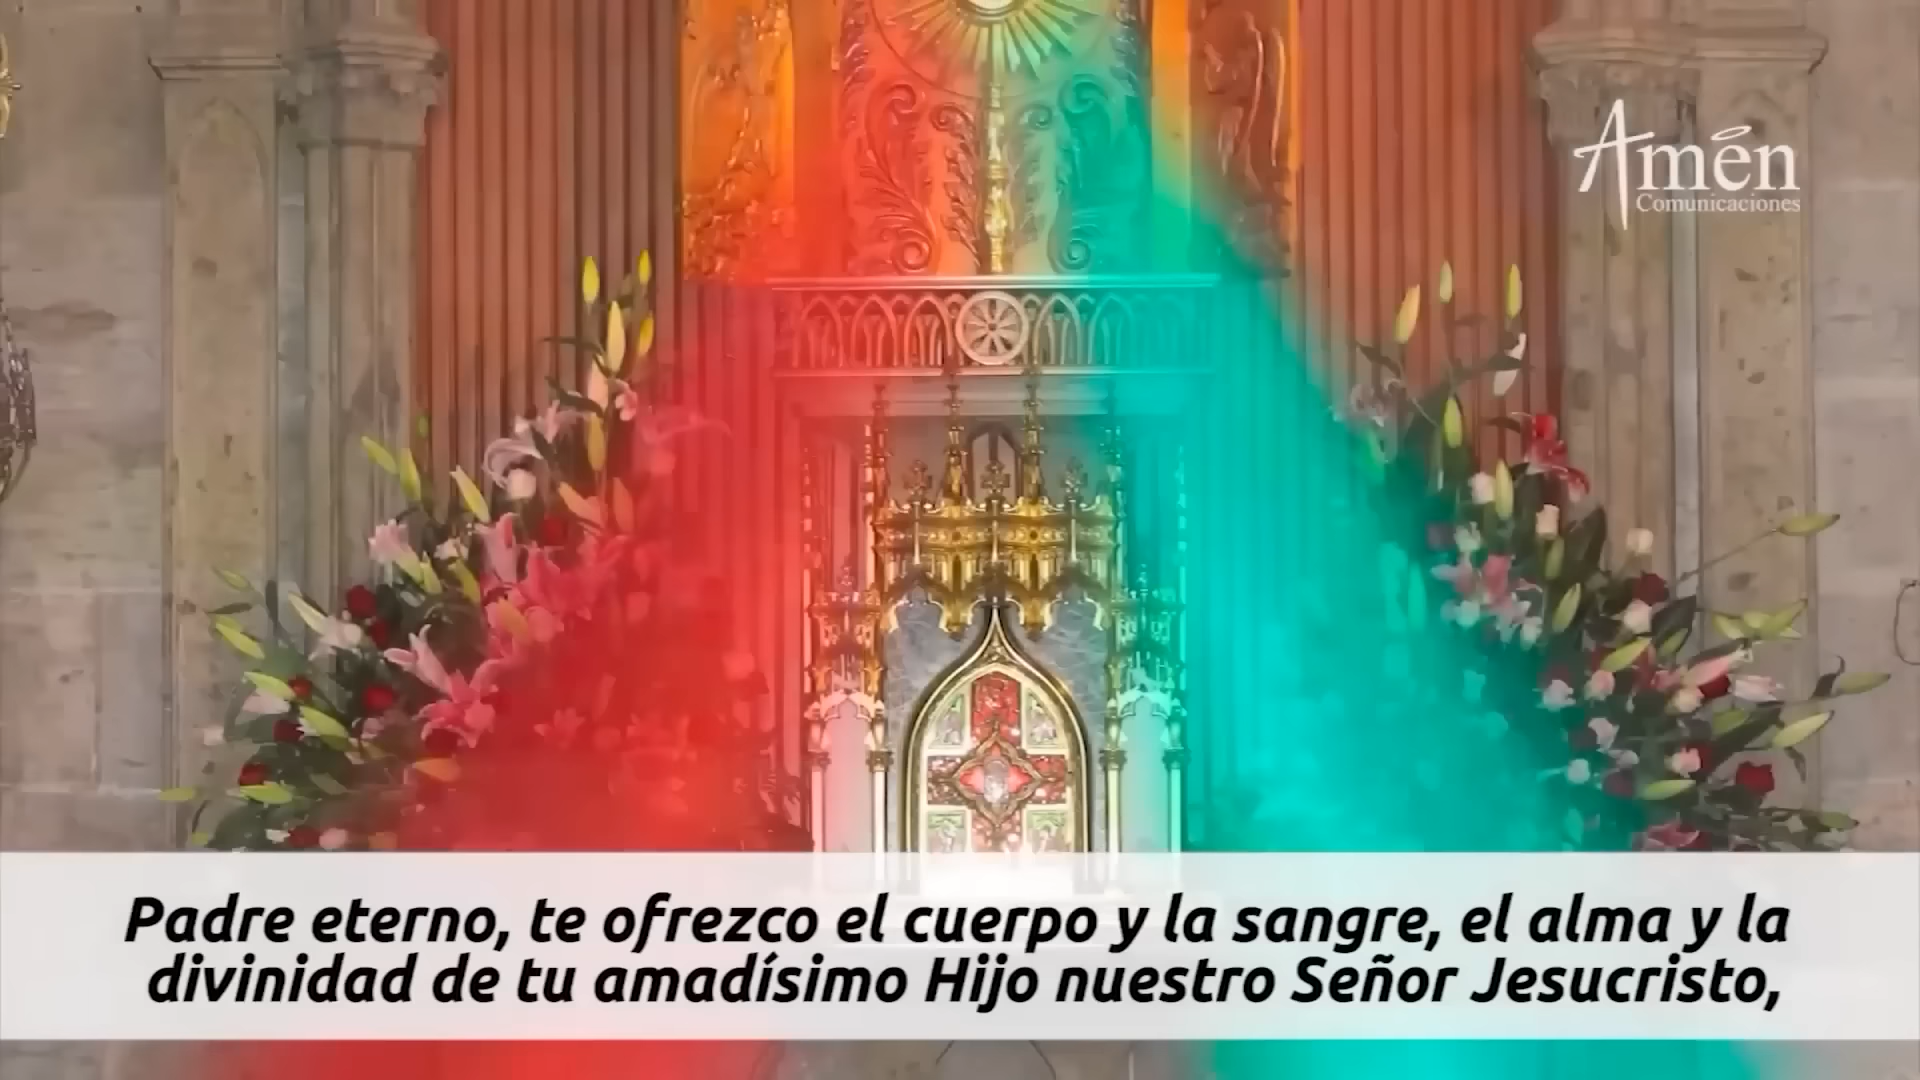 Amén
Comunicaciones
Padre eterno, te ofrezco el cuerpo y la sangre, el alma y la
divinidad de tu amadísimo Hijo nuestro Señor Jesucristo,